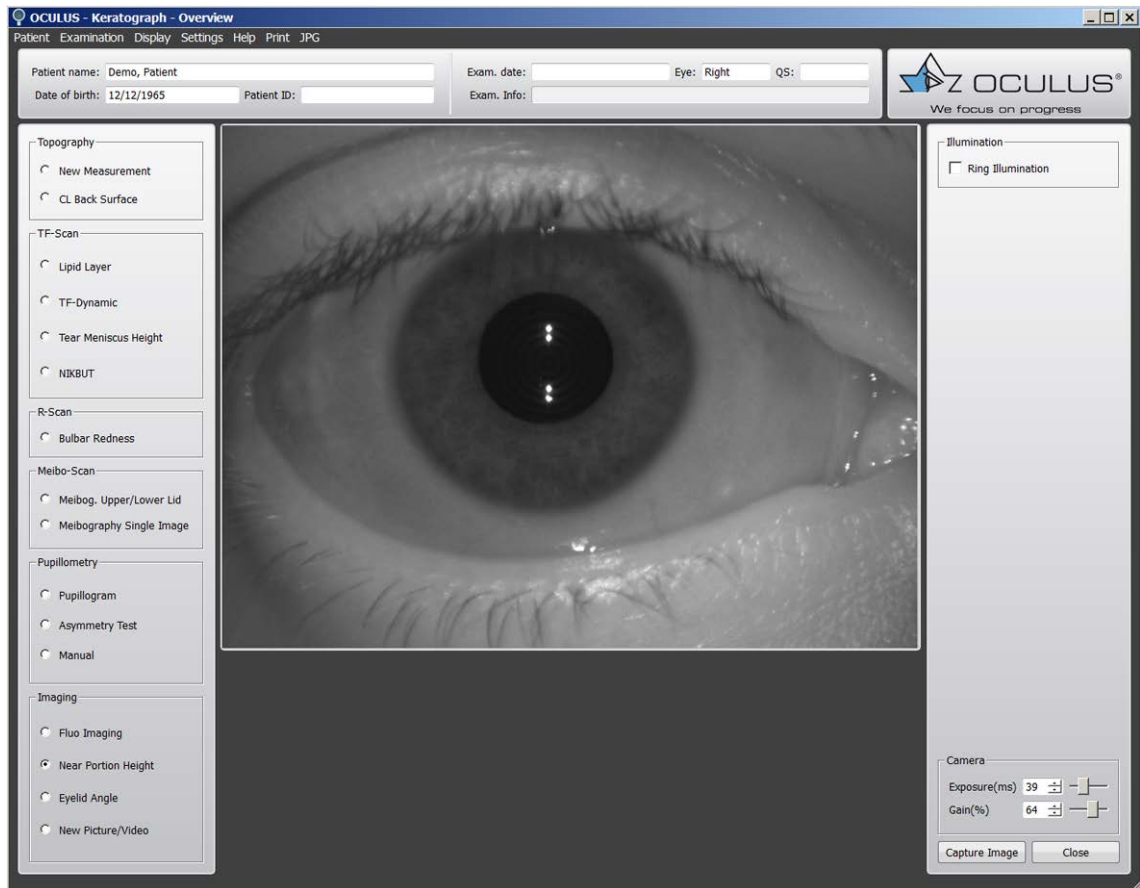 OCULUS - Keratograph - Overview
Patient Examination Display Settings Help Print JPG
Patient name: Demo, Patient
Date of birth: 12/12/1965 Patient ID:
Exam. date: Eye: Right QS:
Exam. Info:
OCULUS®
We focus on progress
Topography
New Measurement
CL Back Surface
TF-Scan
Lipid Layer
TF-Dynamic
Tear Meniscus Height
NIKBUT
R-Scan
Bulbar Redness
Meibo-Scan
Meibog. Upper/Lower Lid
Meibography Single Image
Pupillometry
Pupillogram
Asymmetry Test
Manual
Imaging
Fluo Imaging
Near Portion Height
Eyelid Angle
New Picture/Video
Illumination
Ring Illumination
Camera
Exposure(ms) 39
Gain(%) 64
Capture Image Close